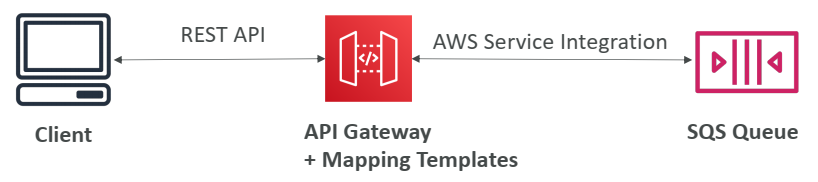 REST API
AWS Service Integration
Client
API Gateway
+ Mapping Templates
SQS Queue